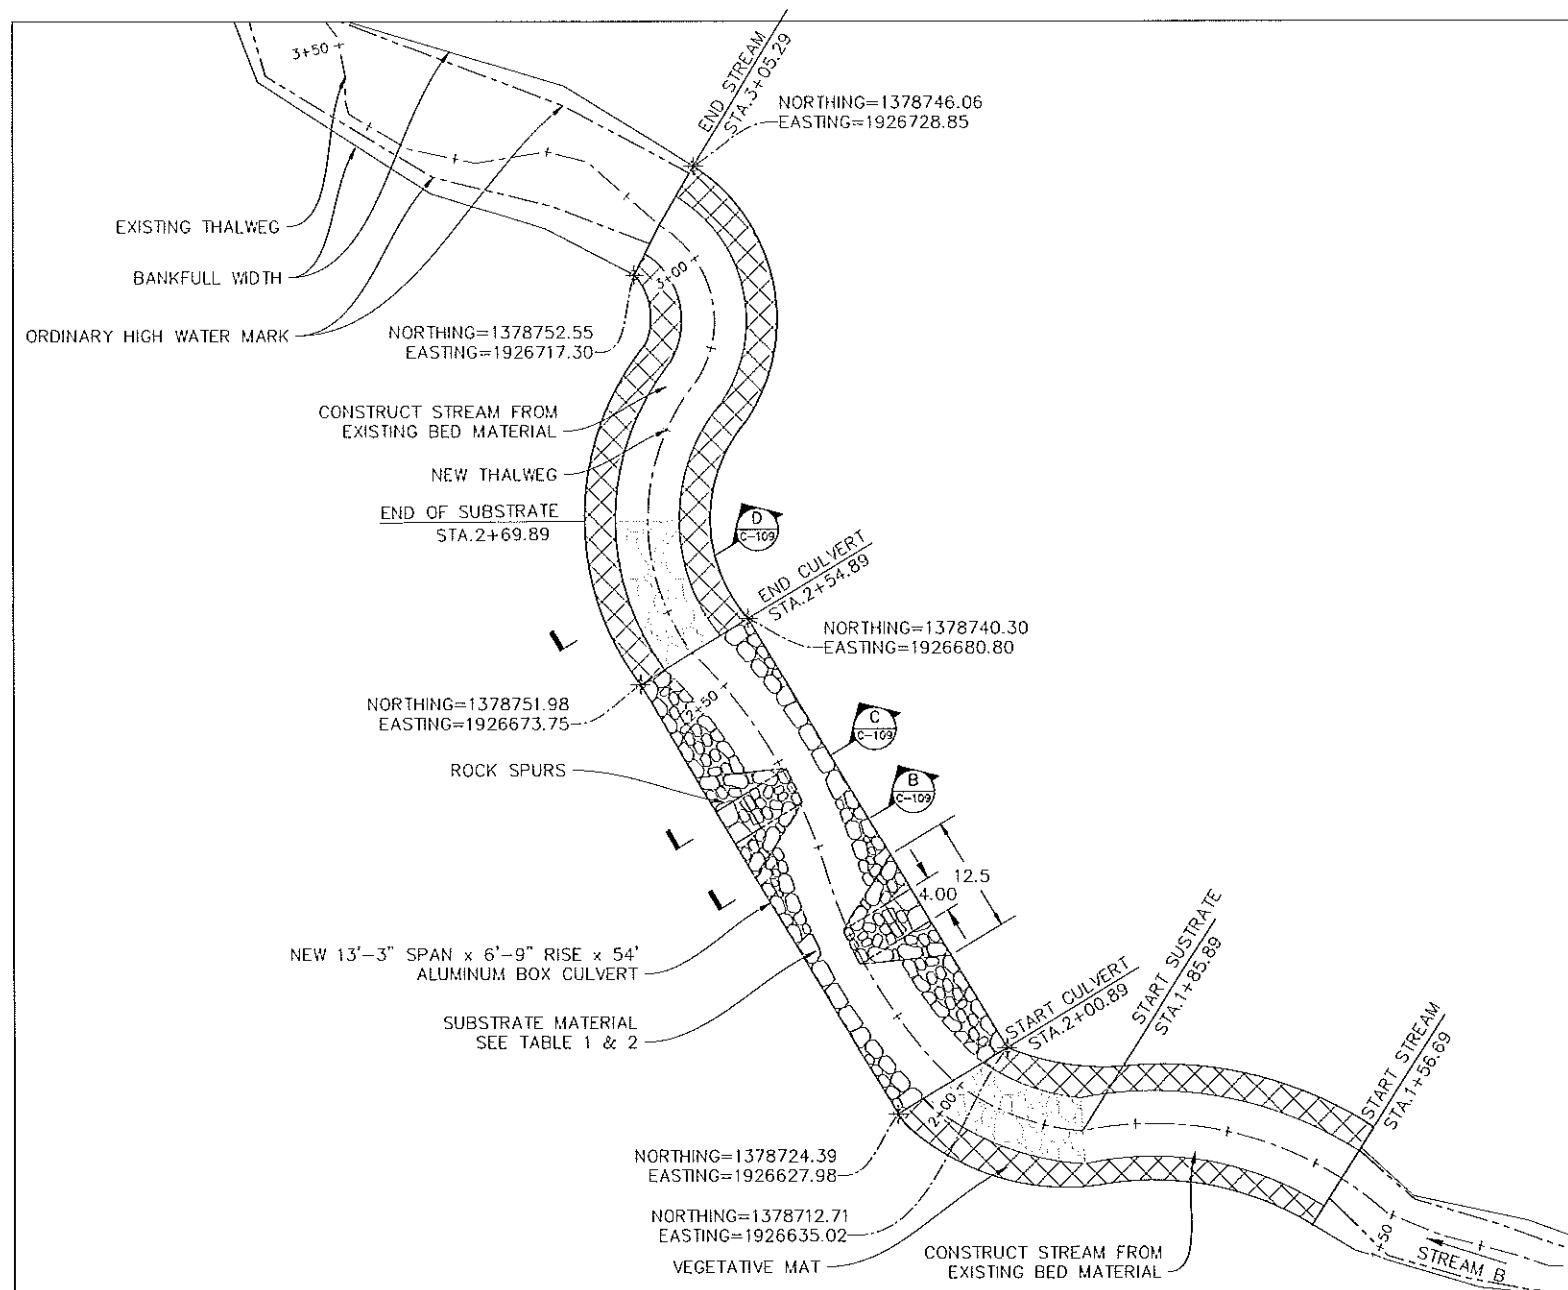 3+50
END STREAM
STA.3+05.29
NORTHING=1378746.06
EASTING=1926728.85
EXISTING THALWEG
BANKFULL WIDTH
ORDINARY HIGH WATER MARK
3+00
NORTHING=1378752.55
EASTING=1926717.30
CONSTRUCT STREAM FROM
EXISTING BED MATERIAL
NEW THALWEG
END OF SUBSTRATE
STA.2+69.89
D
C-109
END CULVERT
STA.2+54.89
NORTHING=1378740.30
EASTING=1926680.80
NORTHING=1378751.98
EASTING=1926673.75
2+50
C
C-109
ROCK SPURS
B
C-109
12.5
4.00
NEW 13'-3" SPAN x 6'-9" RISE x 54'
ALUMINUM BOX CULVERT
SUBSTRATE MATERIAL
SEE TABLE 1 & 2
START CULVERT
STA.2+00.89
START SUSTRATE
STA.1+85.89
START STREAM
STA.1+56.69
2+00
NORTHING=1378724.39
EASTING=1926627.98
NORTHING=1378712.71
EASTING=1926635.02
VEGETATIVE MAT
CONSTRUCT STREAM FROM
EXISTING BED MATERIAL
+50
STREAM B